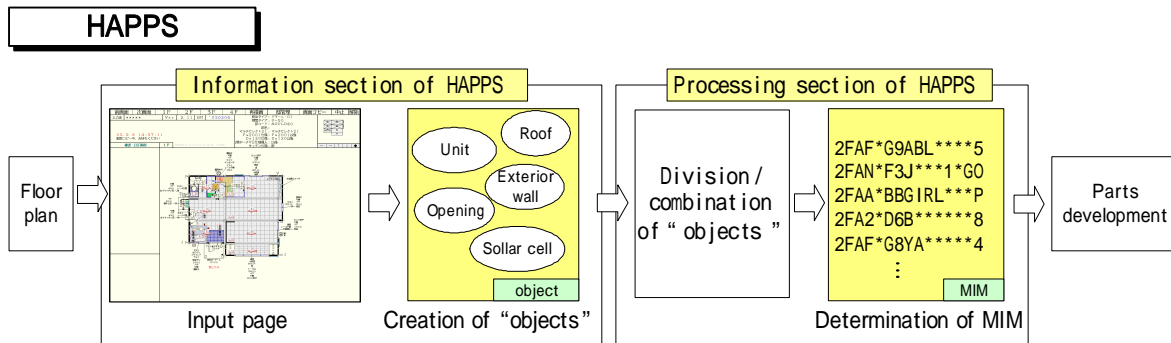 HAPPS
Information section of HAPPS
Processing section of HAPPS
Floor
plan
Unit
Roof
Exterior
wall
Opening
Sollar cell
object
Input page
Creation of “objects”
Division /
combination
of “ objects ”
2FAF*G9ABL****5
2FAN*F3J***1*GO
2FAA*BBGIRL***P
2FA2*D6B******8
2FAF*G8YA*****4
⋮
MIM
Determination of MIM
Parts
development